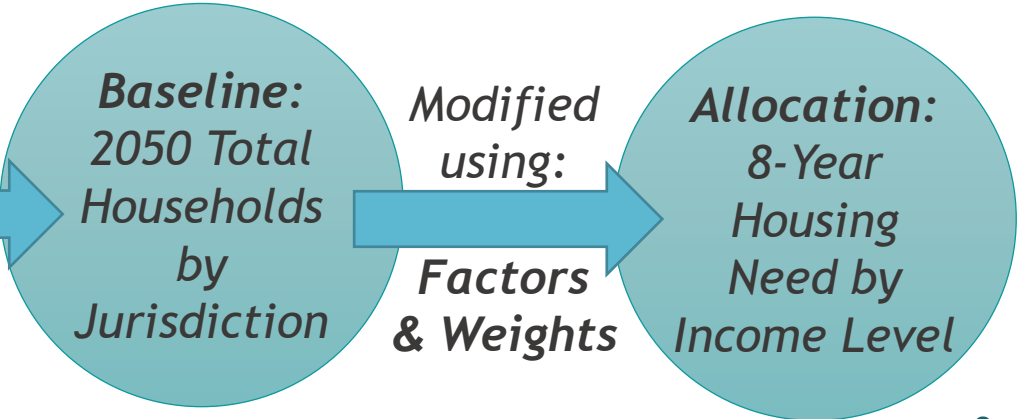 Baseline:
2050 Total
Households
by
Jurisdiction
Modified
using:
Factors
& Weights
Allocation:
8-Year
Housing
Need by
Income Level